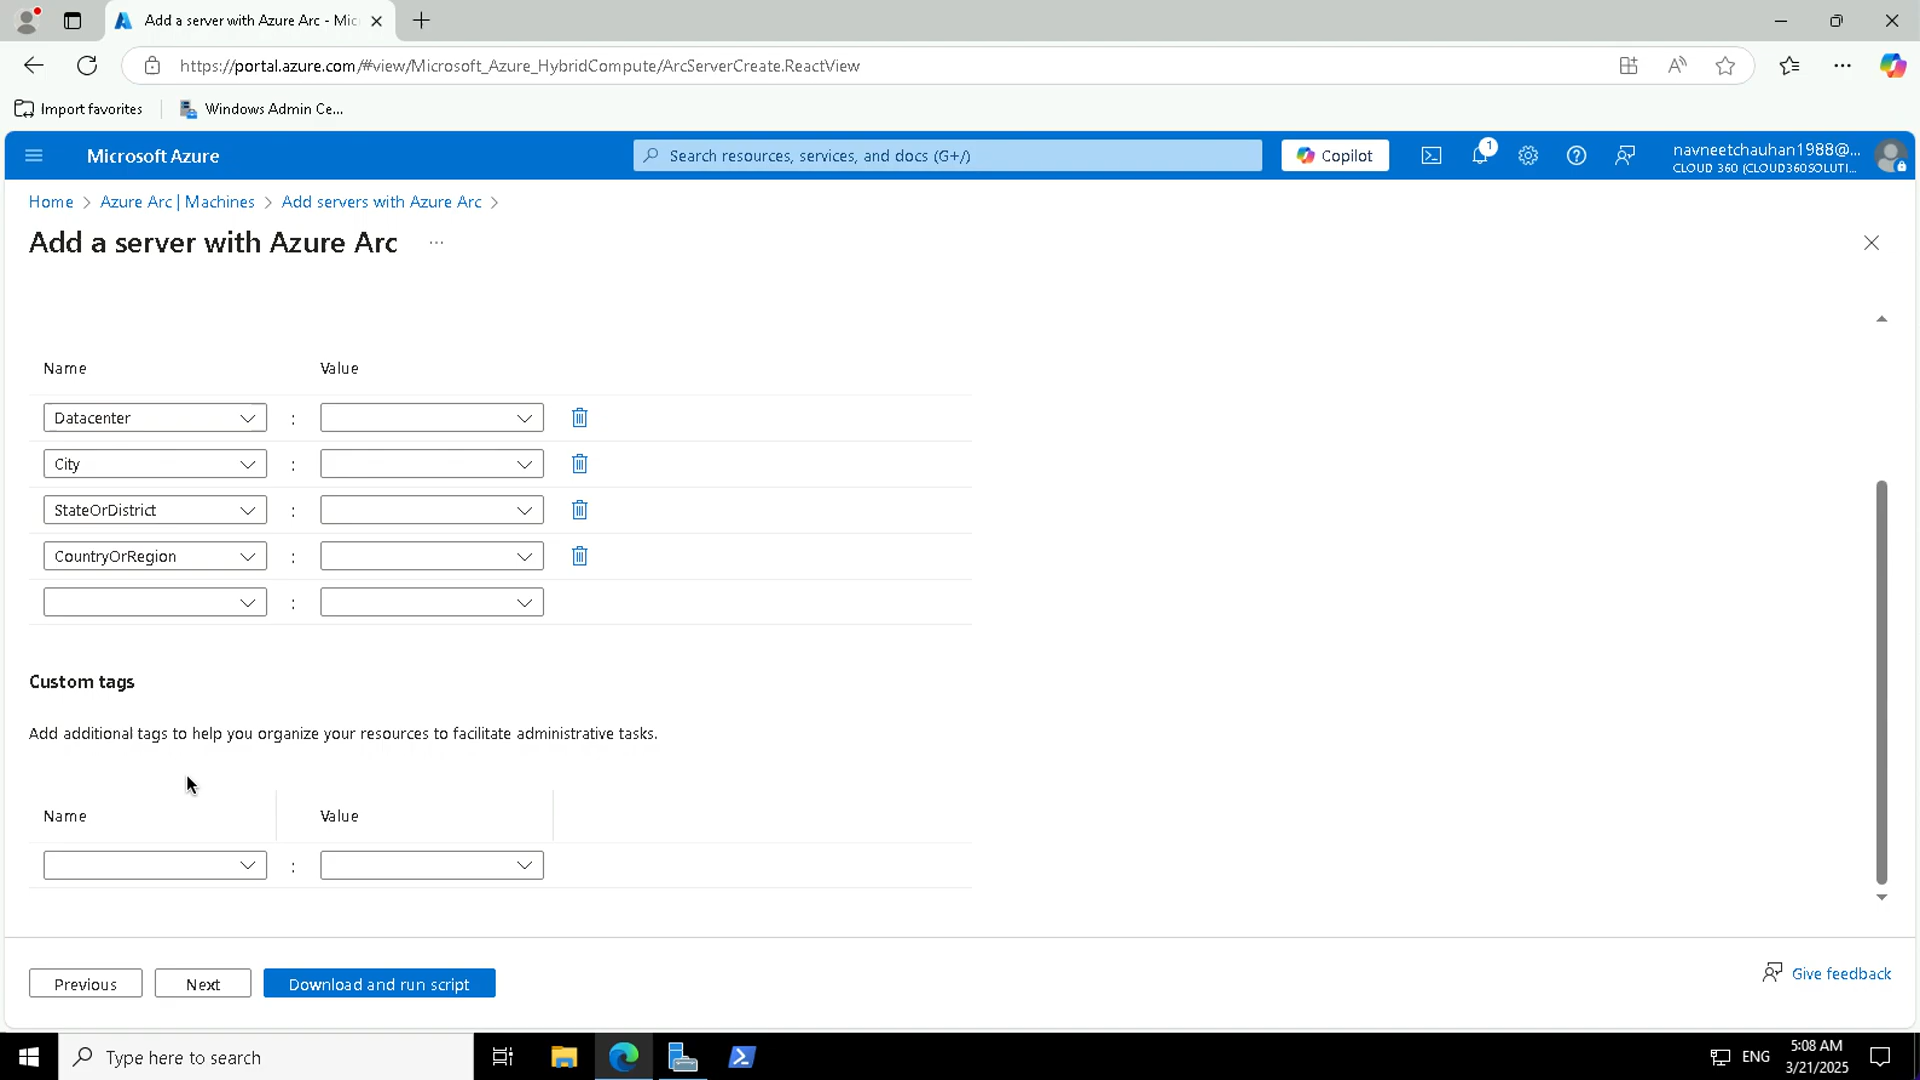 Add a server with Azure Arc - Mic
https://portal.azure.com/#view/Microsoft_Azure_HybridCompute/ArcServerCreate.ReactView
Import favorites
Windows Admin Ce...
Microsoft Azure
Search resources, services, and docs (G+/)
Copilot
1
navneetchauhan1988@...
CLOUD 360 (CLOUD360SOLUTI...
Home > Azure Arc | Machines > Add servers with Azure Arc >
Add a server with Azure Arc ...
Name Value
Datacenter :
City :
StateOrDistrict :
CountryOrRegion :
:
Custom tags
Add additional tags to help you organize your resources to facilitate administrative tasks.
Name Value
:
Previous Next Download and run script
Give feedback
Type here to search
ENG
5:08 AM
3/21/2025